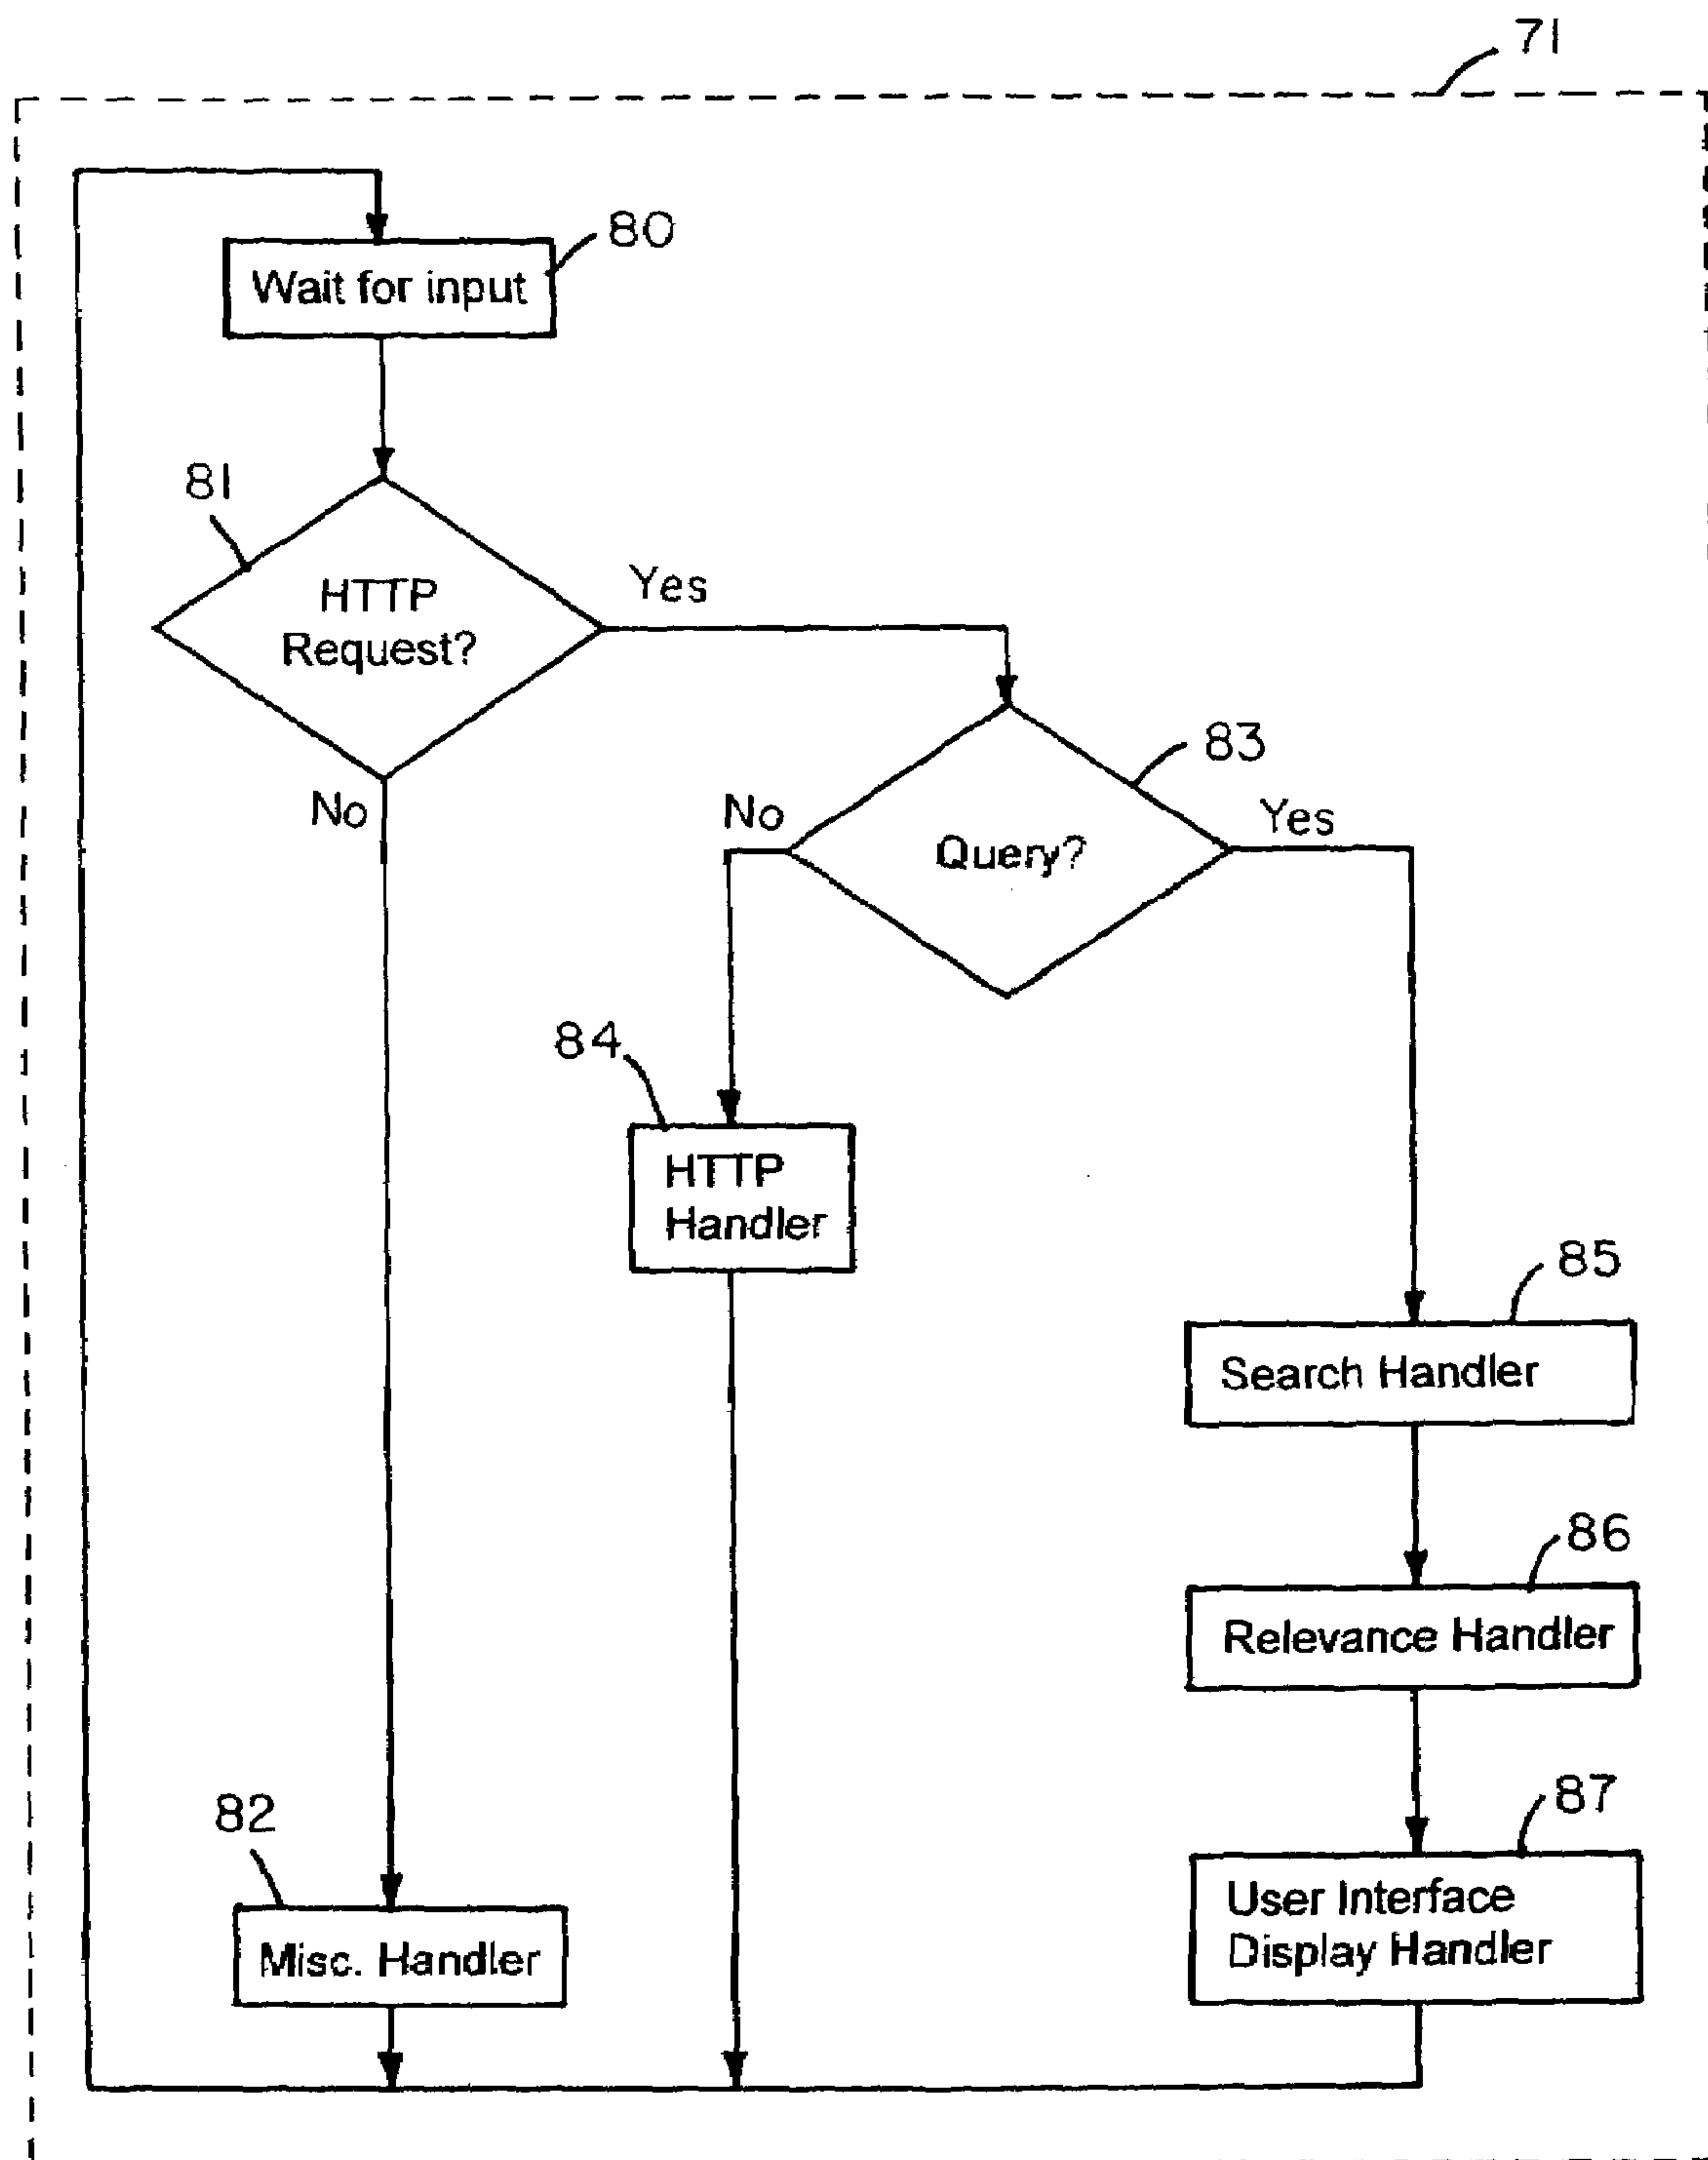 71
80
Wait for input
81
HTTP
Request?
Yes
No
83
No
Query?
Yes
84
HTTP
Handler
85
Search Handler
86
Relevance Handler
87
User Interface
Display Handler
82
Misc. Handler